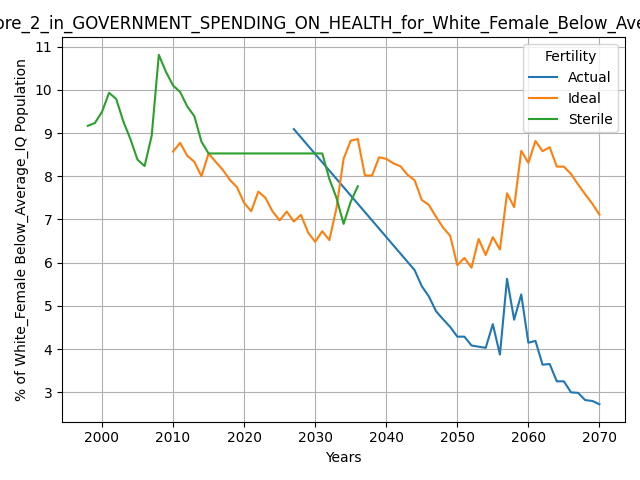 ore_2_in_GOVERNMENT_SPENDING_ON_HEALTH_for_White_Female_Below_Ave
% of White_Female Below_Average_IQ Population
11
10
9
8
7
6
5
4
3
Fertility
Actual
Ideal
Sterile
2000 2010 2020 2030 2040 2050 2060 2070
Years